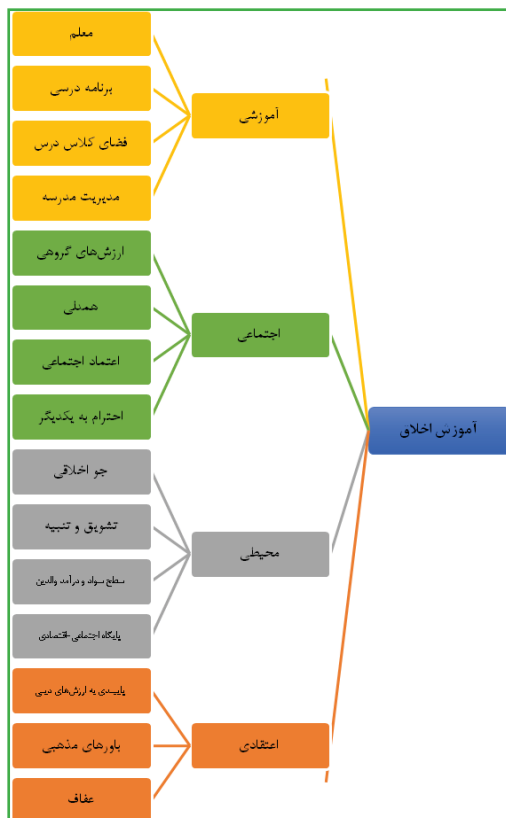 آموزش اخلاق
آموزشی
معلم
برنامه درسی
فضای کلاس درس
مدیریت مدرسه
اجتماعی
ارزش‌های گروهی
همدلی
اعتماد اجتماعی
احترام به یکدیگر
محیطی
جو اخلاقی
تشویق و تنبیه
سطح سواد و درآمد والدین
پایگاه اجتماعی-اقتصادی
اعتقادی
پایبندی به ارزش‌های دینی
باورهای مذهبی
عفاف